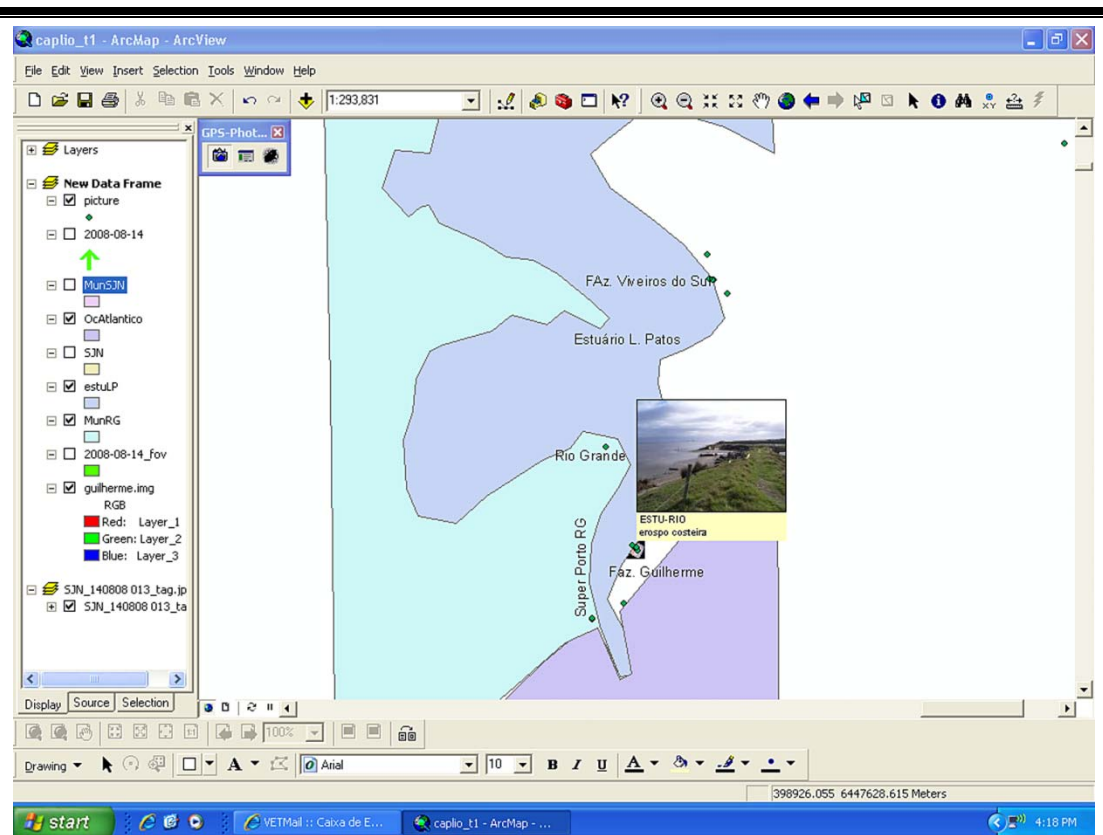 caplio_t1 - ArcMap - ArcView
File Edit View Insert Selection Tools Window Help
1:293,831
GPS-Phot...
Layers
New Data Frame
picture
2008-08-14
MunSJN
OcAtlantico
SJN
estuLP
MunRG
2008-08-14_fov
guilherme.img
RGB
Red: Layer_1
Green: Layer_2
Blue: Layer_3
SJN_140808 013_tag.jp
SJN_140808 013_ta
FAz. Viveiros do Sul
Estuário L. Patos
Rio Grande
ESTU-RIO
erospo costeira
Super Porto RG
Faz. Guilherme
Display Source Selection
1:1 100%
Drawing A Arial 10 B I U A
398926.055 6447628.615 Meters
start VETMail :: Caixa de E... caplio_t1 - ArcMap - ... 4:18 PM